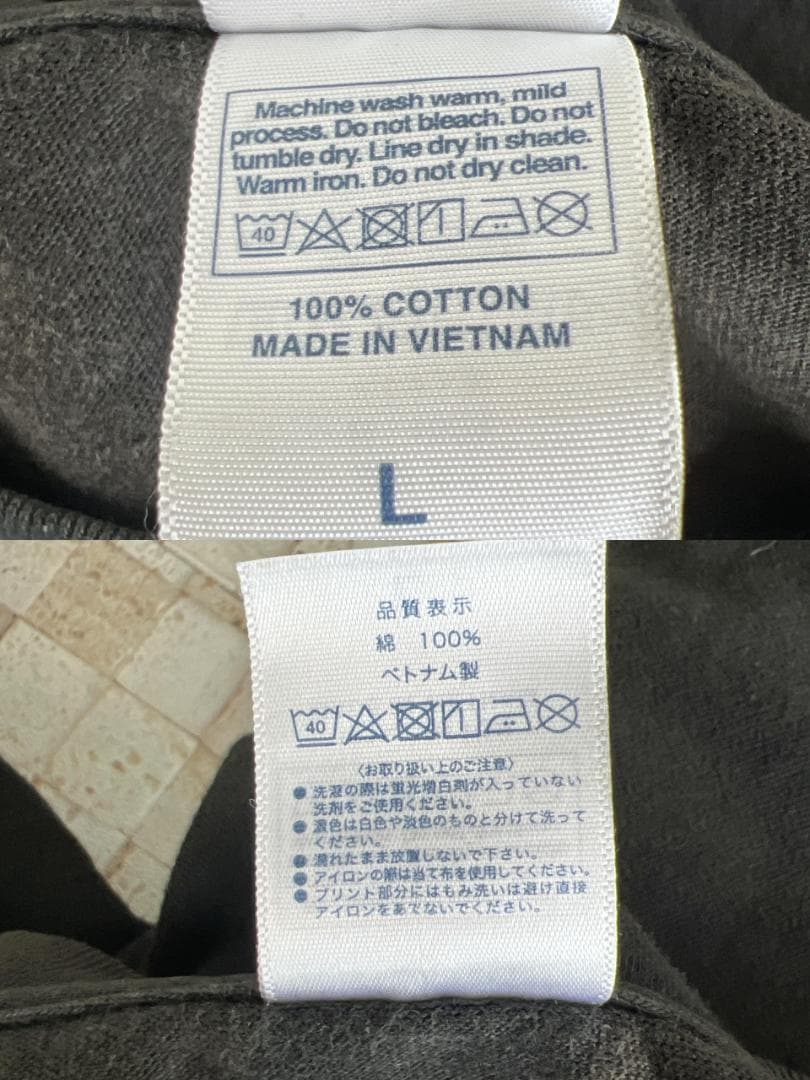 Machine wash warm, mild
process. Do not bleach. Do not
tumble dry. Line dry in shade.
Warm iron. Do not dry clean.
40
100% COTTON
MADE IN VIETNAM
L
品質表示
綿 100%
ベトナム製
40
〈お取り扱い上のご注意〉
● 洗濯の際は蛍光増白剤が入っていない
洗剤をご使用ください。
● 濃色は白色や淡色のものと分けて洗って
ください。
● 濡れたまま放置しないで下さい。
● アイロンの際は当て布を使用してください。
● プリント部分にはもみ洗いは避け直接
アイロンをあてないでください。